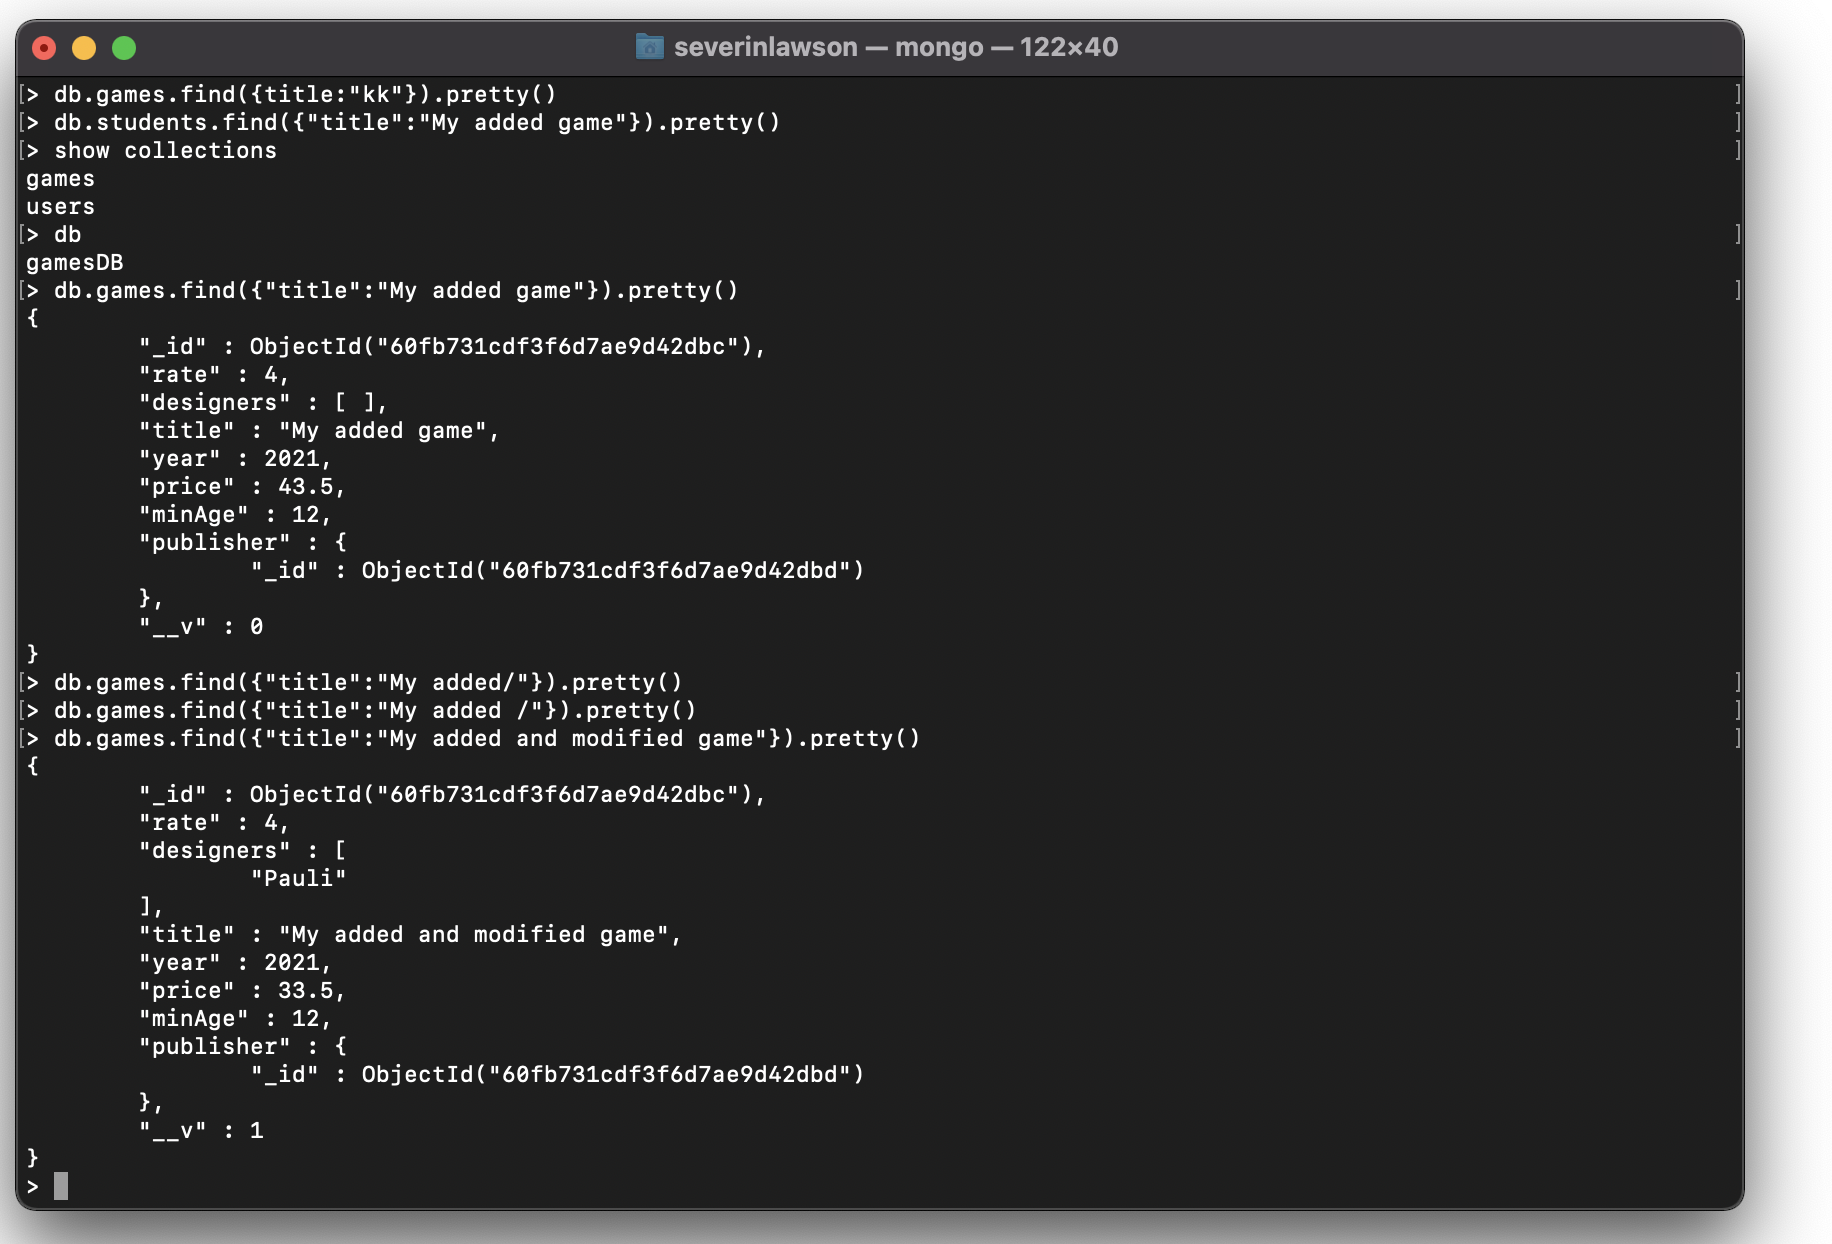 severinlawson — mongo — 122×40
[> db.games.find({title:"kk"}).pretty() ]
[> db.students.find({"title":"My added game"}).pretty() ]
[> show collections ]
games
users
[> db ]
gamesDB
[> db.games.find({"title":"My added game"}).pretty() ]
{
        "_id" : ObjectId("60fb731cdf3f6d7ae9d42dbc"),
        "rate" : 4,
        "designers" : [ ],
        "title" : "My added game",
        "year" : 2021,
        "price" : 43.5,
        "minAge" : 12,
        "publisher" : {
                "_id" : ObjectId("60fb731cdf3f6d7ae9d42dbd")
        },
        "__v" : 0
}
[> db.games.find({"title":"My added/"}).pretty() ]
[> db.games.find({"title":"My added /"}).pretty() ]
[> db.games.find({"title":"My added and modified game"}).pretty() ]
{
        "_id" : ObjectId("60fb731cdf3f6d7ae9d42dbc"),
        "rate" : 4,
        "designers" : [
                "Pauli"
        ],
        "title" : "My added and modified game",
        "year" : 2021,
        "price" : 33.5,
        "minAge" : 12,
        "publisher" : {
                "_id" : ObjectId("60fb731cdf3f6d7ae9d42dbd")
        },
        "__v" : 1
}
>